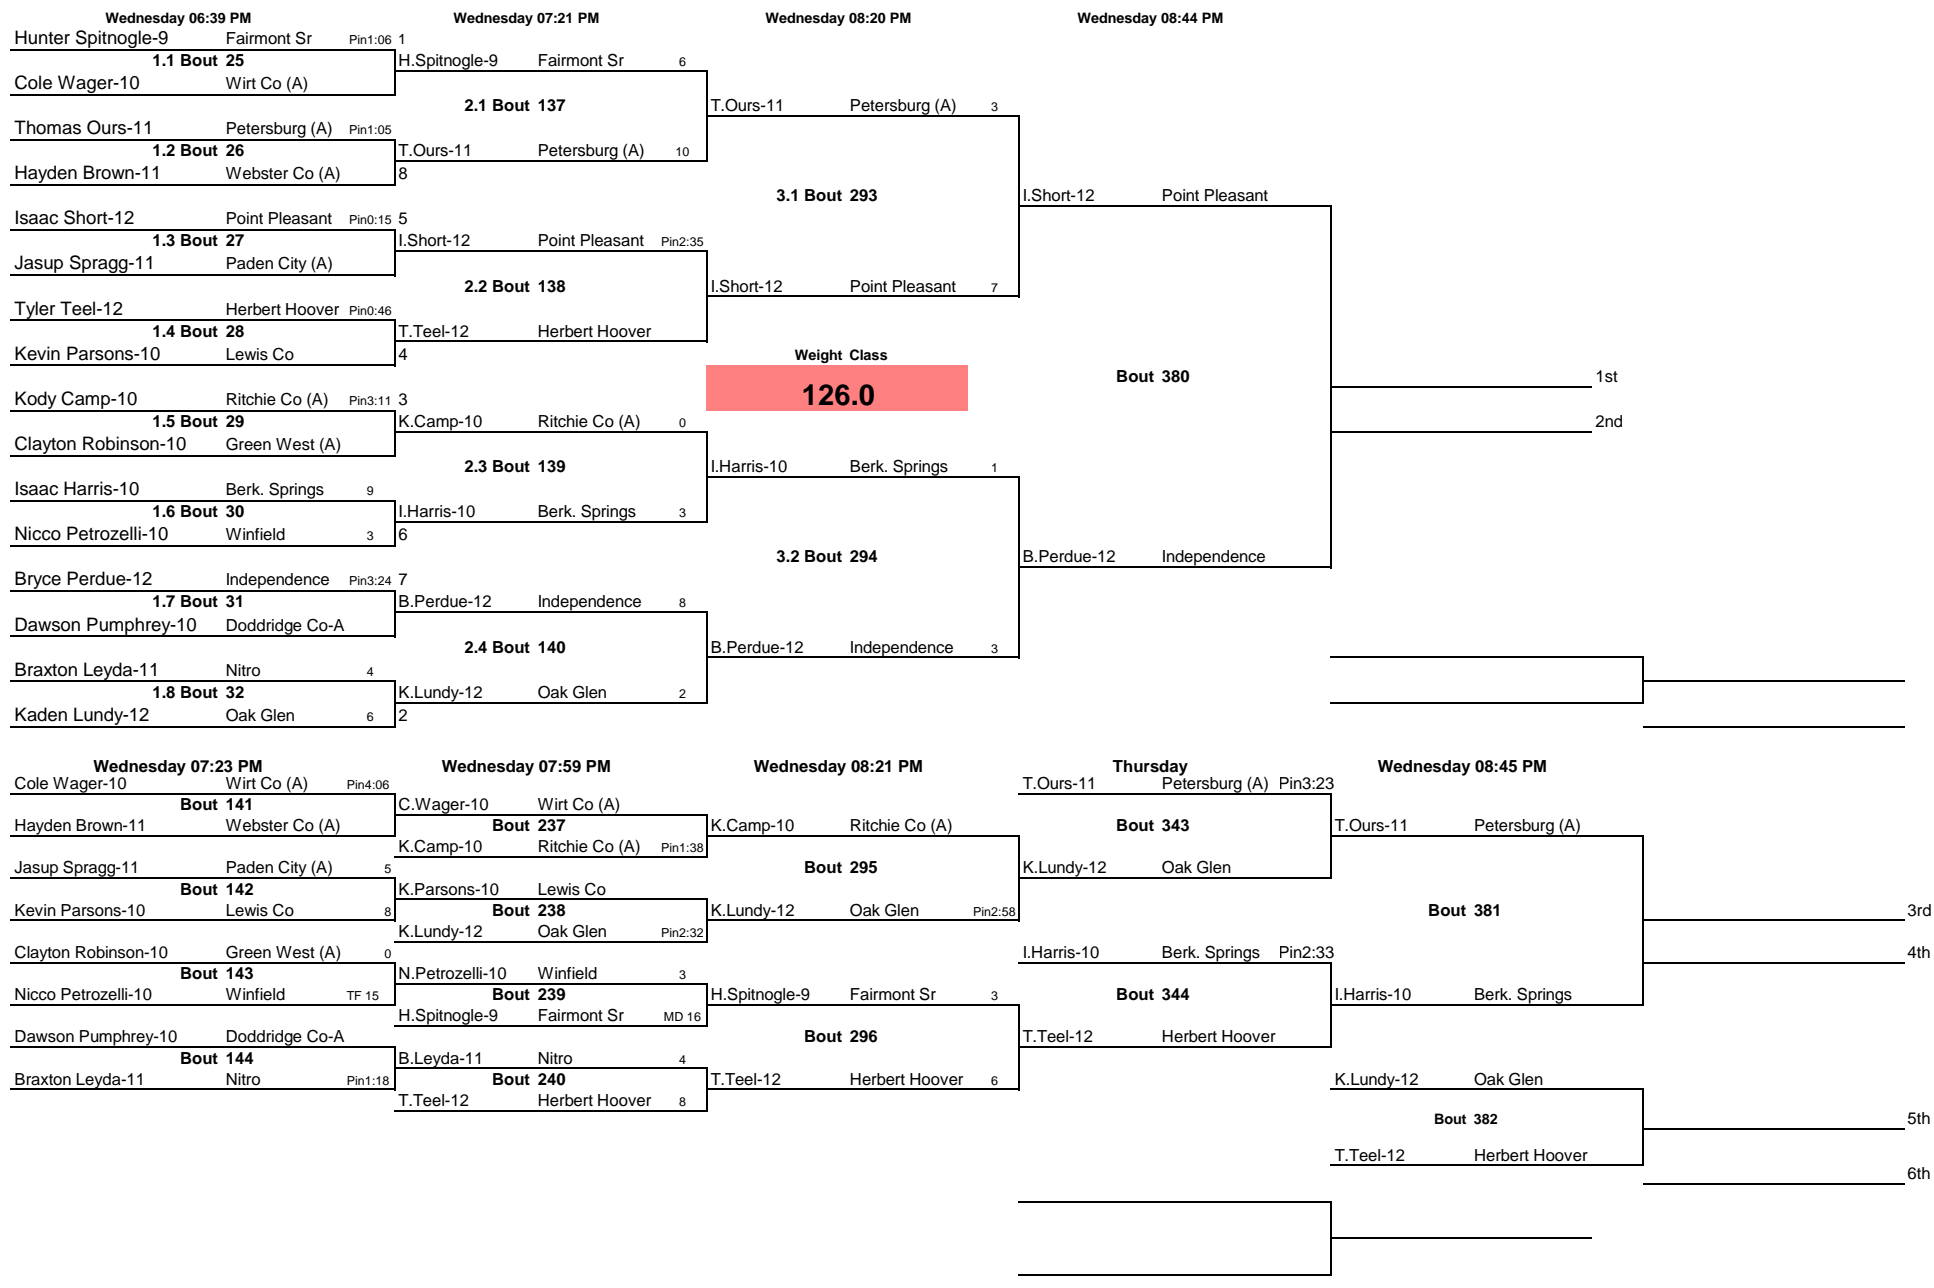 Wednesday 06:39 PM Wednesday 07:21 PM Wednesday 08:20 PM Wednesday 08:44 PM
Hunter Spitnogle-9 Fairmont Sr Pin1:06 1
1.1 Bout 25 H.Spitnogle-9 Fairmont Sr 6
Cole Wager-10 Wirt Co (A)
2.1 Bout 137 T.Ours-11 Petersburg (A) 3
Thomas Ours-11 Petersburg (A) Pin1:05
1.2 Bout 26 T.Ours-11 Petersburg (A) 10
Hayden Brown-11 Webster Co (A) 8
3.1 Bout 293 I.Short-12 Point Pleasant
Isaac Short-12 Point Pleasant Pin0:15 5
1.3 Bout 27 I.Short-12 Point Pleasant Pin2:35
Jasup Spragg-11 Paden City (A)
2.2 Bout 138 I.Short-12 Point Pleasant 7
Tyler Teel-12 Herbert Hoover Pin0:46
1.4 Bout 28 T.Teel-12 Herbert Hoover
Kevin Parsons-10 Lewis Co 4 Weight Class
Bout 380 1st
Kody Camp-10 Ritchie Co (A) Pin3:11 3 126.0
1.5 Bout 29 K.Camp-10 Ritchie Co (A) 0 2nd
Clayton Robinson-10 Green West (A)
2.3 Bout 139 I.Harris-10 Berk. Springs 1
Isaac Harris-10 Berk. Springs 9
1.6 Bout 30 I.Harris-10 Berk. Springs 3
Nicco Petrozelli-10 Winfield 3 6
3.2 Bout 294 B.Perdue-12 Independence
Bryce Perdue-12 Independence Pin3:24 7
1.7 Bout 31 B.Perdue-12 Independence 8
Dawson Pumphrey-10 Doddridge Co-A
2.4 Bout 140 B.Perdue-12 Independence 3
Braxton Leyda-11 Nitro 4
1.8 Bout 32 K.Lundy-12 Oak Glen 2
Kaden Lundy-12 Oak Glen 6 2
Wednesday 07:23 PM Wednesday 07:59 PM Wednesday 08:21 PM Thursday Wednesday 08:45 PM
Cole Wager-10 Wirt Co (A) Pin4:06 T.Ours-11 Petersburg (A) Pin3:23
Bout 141 C.Wager-10 Wirt Co (A)
Hayden Brown-11 Webster Co (A) Bout 237 K.Camp-10 Ritchie Co (A) Bout 343 T.Ours-11 Petersburg (A)
K.Camp-10 Ritchie Co (A) Pin1:38
Jasup Spragg-11 Paden City (A) 5 Bout 295 K.Lundy-12 Oak Glen
Bout 142 K.Parsons-10 Lewis Co
Kevin Parsons-10 Lewis Co 8 Bout 238 K.Lundy-12 Oak Glen Pin2:58 Bout 381 3rd
K.Lundy-12 Oak Glen Pin2:32
Clayton Robinson-10 Green West (A) 0 I.Harris-10 Berk. Springs Pin2:33 4th
Bout 143 N.Petrozelli-10 Winfield 3
Nicco Petrozelli-10 Winfield TF 15 Bout 239 H.Spitnogle-9 Fairmont Sr 3 Bout 344 I.Harris-10 Berk. Springs
H.Spitnogle-9 Fairmont Sr MD 16
Dawson Pumphrey-10 Doddridge Co-A Bout 296 T.Teel-12 Herbert Hoover
Bout 144 B.Leyda-11 Nitro 4
Braxton Leyda-11 Nitro Pin1:18 Bout 240 T.Teel-12 Herbert Hoover 6 K.Lundy-12 Oak Glen
T.Teel-12 Herbert Hoover 8
Bout 382 5th
T.Teel-12 Herbert Hoover
6th